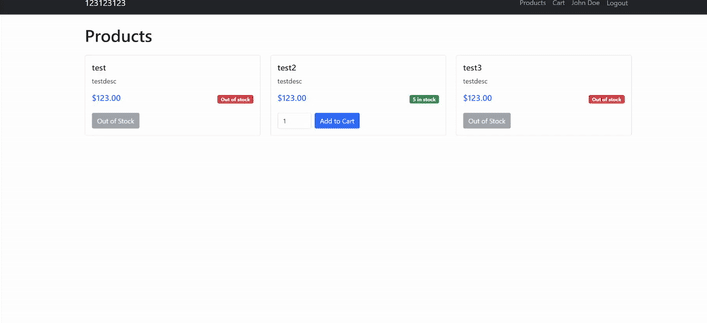 123123123
Products Cart John Doe Logout
Products
test
testdesc
$123.00 Out of stock
Out of Stock
test2
testdesc
$123.00 5 in stock
1 Add to Cart
test3
testdesc
$123.00 Out of stock
Out of Stock